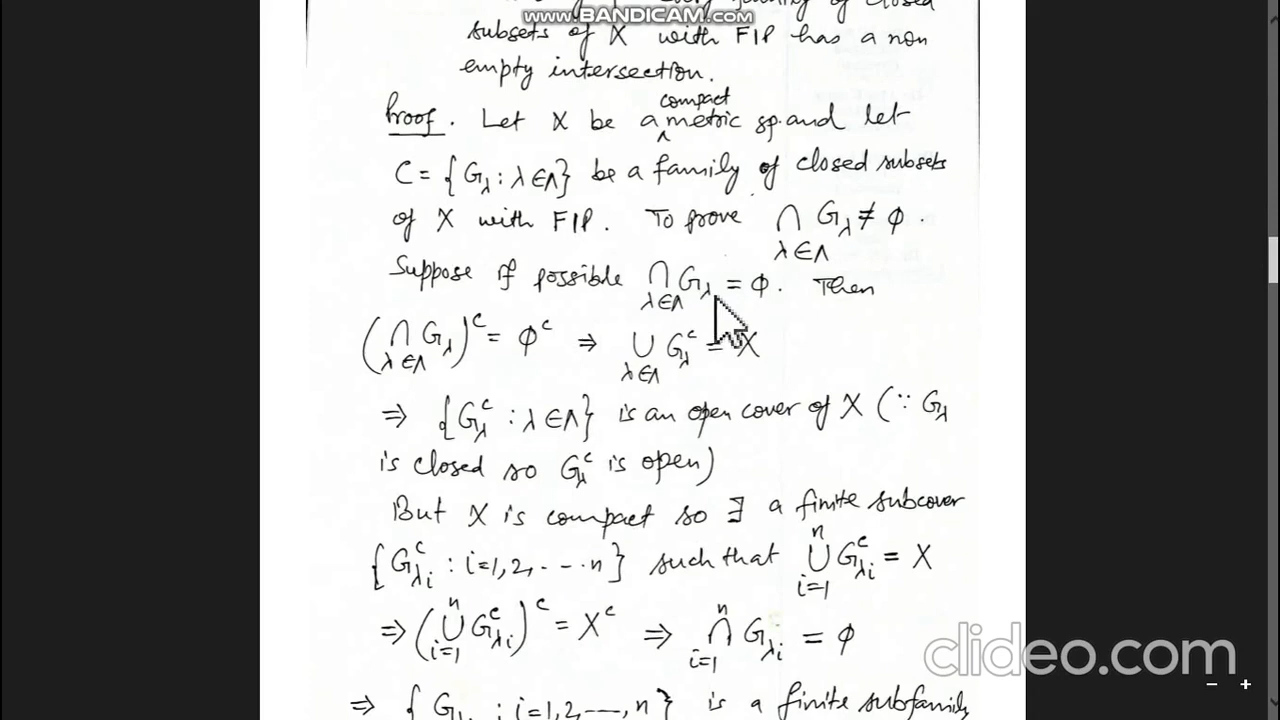 www.BANDICAM.com
of closed
subsets of X with FIP has a non
empty intersection.
compact
Proof. Let X be a ^ metric sp. and let
C = {G_λ : λ ∈ Λ} be a family of closed subsets
of X with FIP. To prove ⋂_{λ∈Λ} G_λ ≠ φ.
Suppose if possible ⋂_{λ∈Λ} G_λ = φ. Then
(⋂_{λ∈Λ} G_λ)^c = φ^c ⇒ ⋃_{λ∈Λ} G_λ^c = X
⇒ {G_λ^c : λ ∈ Λ} is an open cover of X (∵ G_λ
is closed so G_λ^c is open)
But X is compact so ∃ a finite subcover
{G_{λi}^c : i=1,2,-...n} such that ⋃_{i=1}^n G_{λi}^c = X
⇒ (⋃_{i=1}^n G_{λi}^c)^c = X^c ⇒ ⋂_{i=1}^n G_{λi} = φ
clideo.com
⇒ {G_{λi} : i=1,2,---,n} is a finite subfamily